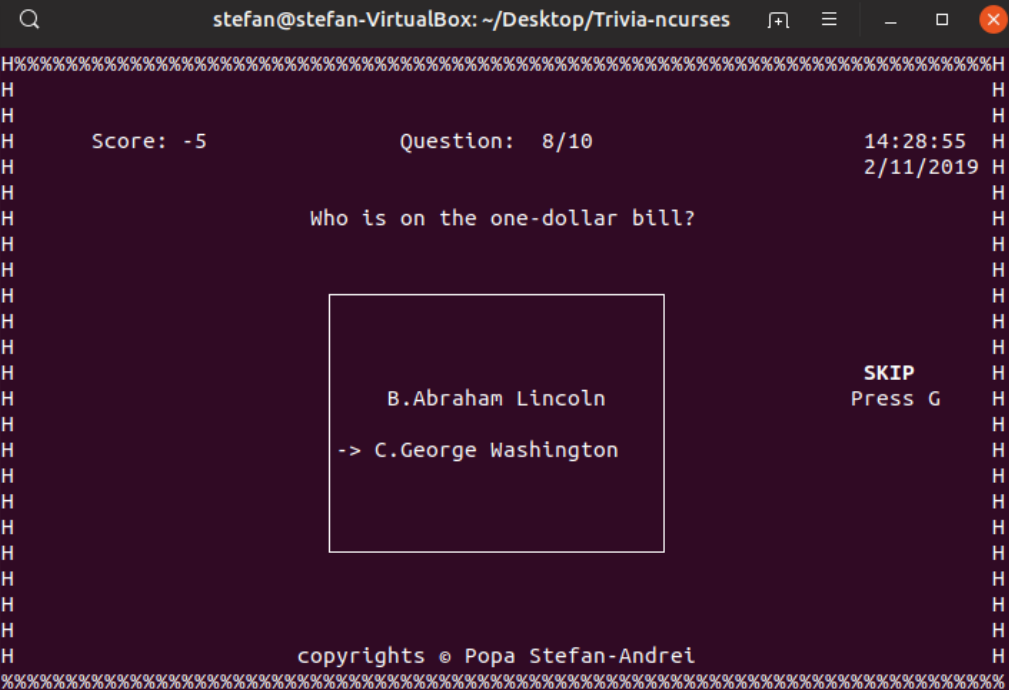 stefan@stefan-VirtualBox: ~/Desktop/Trivia-ncurses
H%%%%%%%%%%%%%%%%%%%%%%%%%%%%%%%%%%%%%%%%%%%%%%%%%%%%%%%%%%%%%%%%%%%%%%%%%%%%%%H
H H
H H
H Score: -5 Question: 8/10 14:28:55 H
H 2/11/2019 H
H H
H Who is on the one-dollar bill? H
H H
H H
H H
H H
H H
H SKIP H
H B.Abraham Lincoln Press G H
H H
H -> C.George Washington H
H H
H H
H H
H H
H H
H H
H H
H copyrights © Popa Stefan-Andrei H
%%%%%%%%%%%%%%%%%%%%%%%%%%%%%%%%%%%%%%%%%%%%%%%%%%%%%%%%%%%%%%%%%%%%%%%%%%%%%%%%